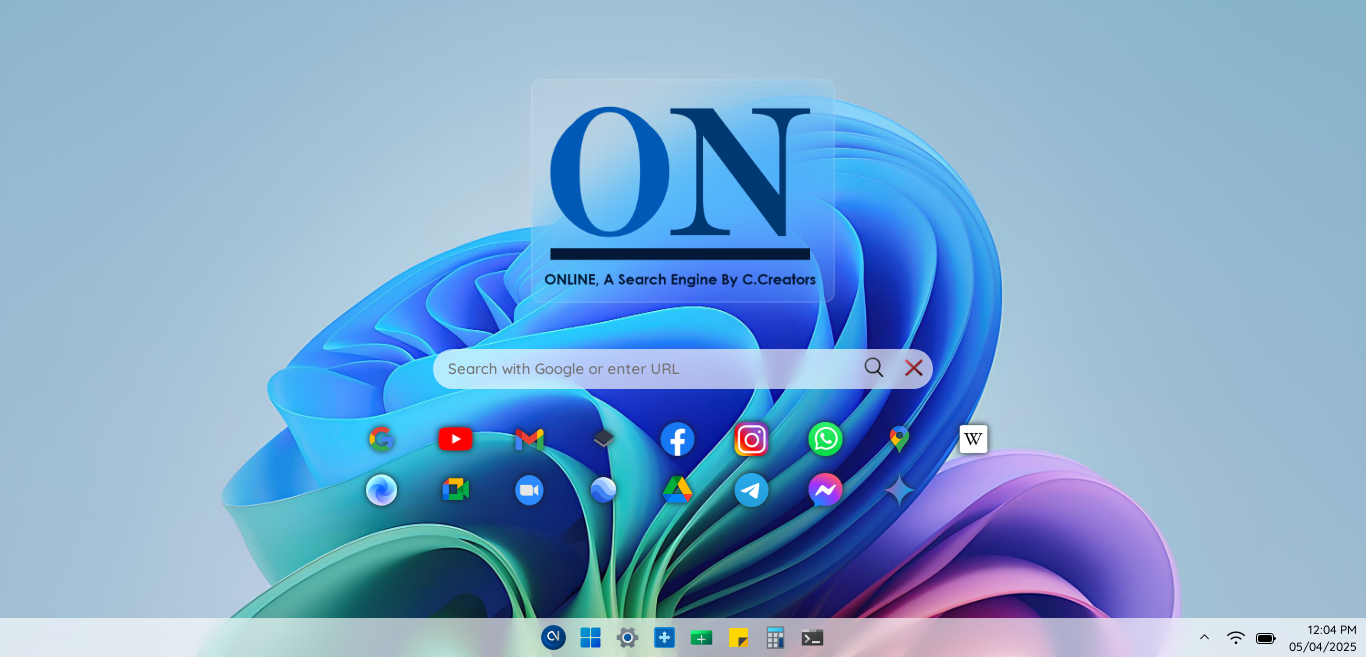 ON
ONLINE, A Search Engine By C.Creators
Search with Google or enter URL
W
12:04 PM
05/04/2025